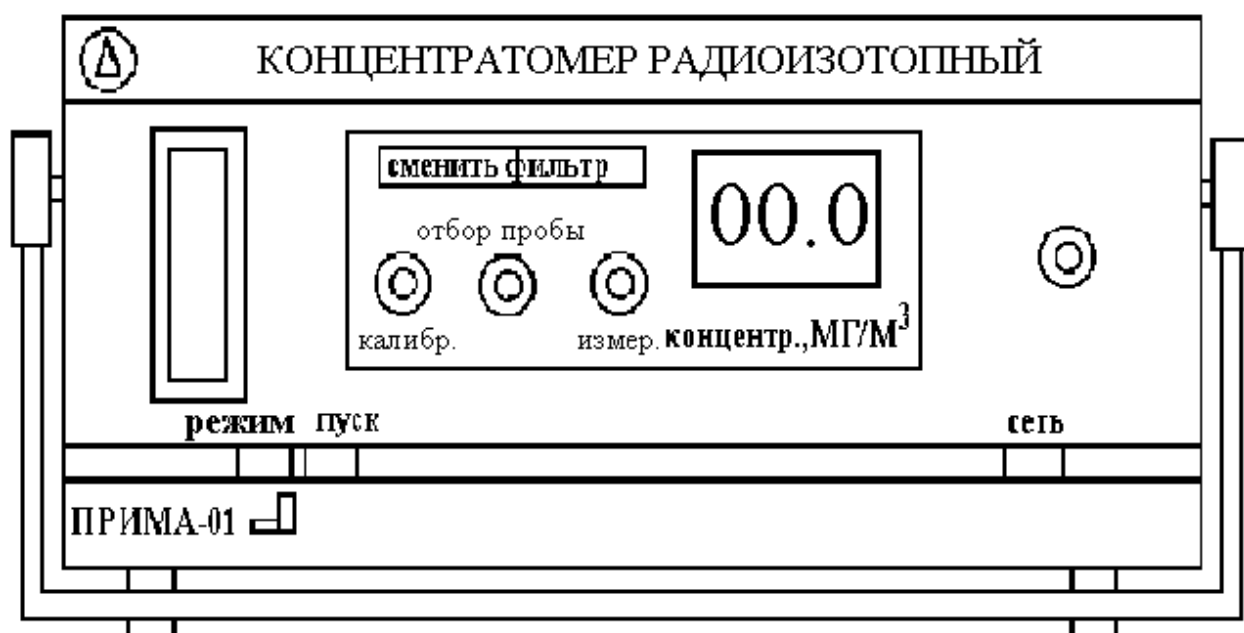 КОНЦЕНТРАТОМЕР РАДИОИЗОТОПНЫЙ
сменить фильтр
00.0
отбор пробы
калибр.
измер.
концентр.,МГ/М³
режим
пуск
сеть
ПРИМА-01